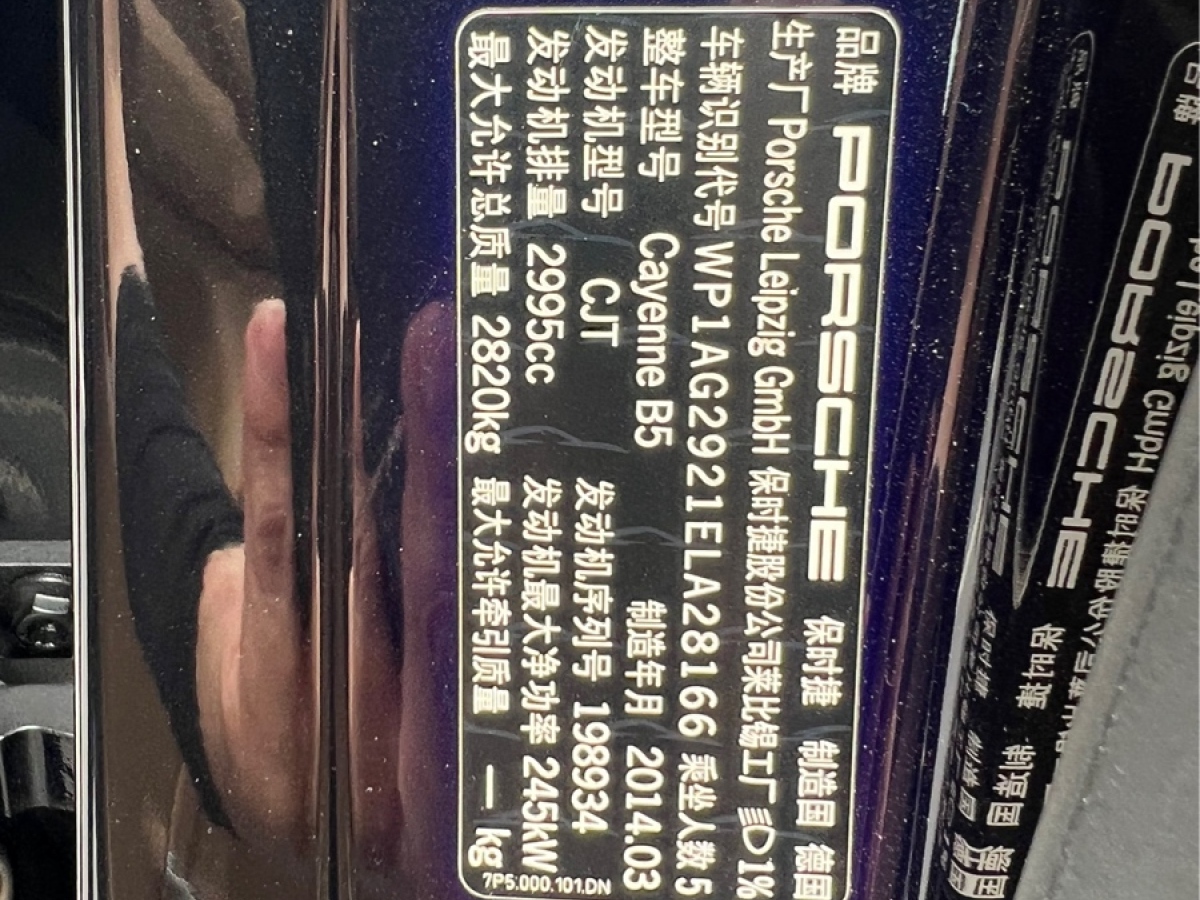 品牌 PORSCHE 保时捷 制造国 德国
生产厂 Porsche Leipzig GmbH 保时捷股份公司莱比锡工厂 1%
车辆识别代号 WP1AG2921ELA28166 乘坐人数 5
整车型号 Cayenne B5 制造年月 2014.03
发动机型号 CJT 发动机序列号 198934
发动机排量 2995cc 发动机最大净功率 245kW
最大允许总质量 2820kg 最大允许牵引质量 — kg
7P5.000.101.DN